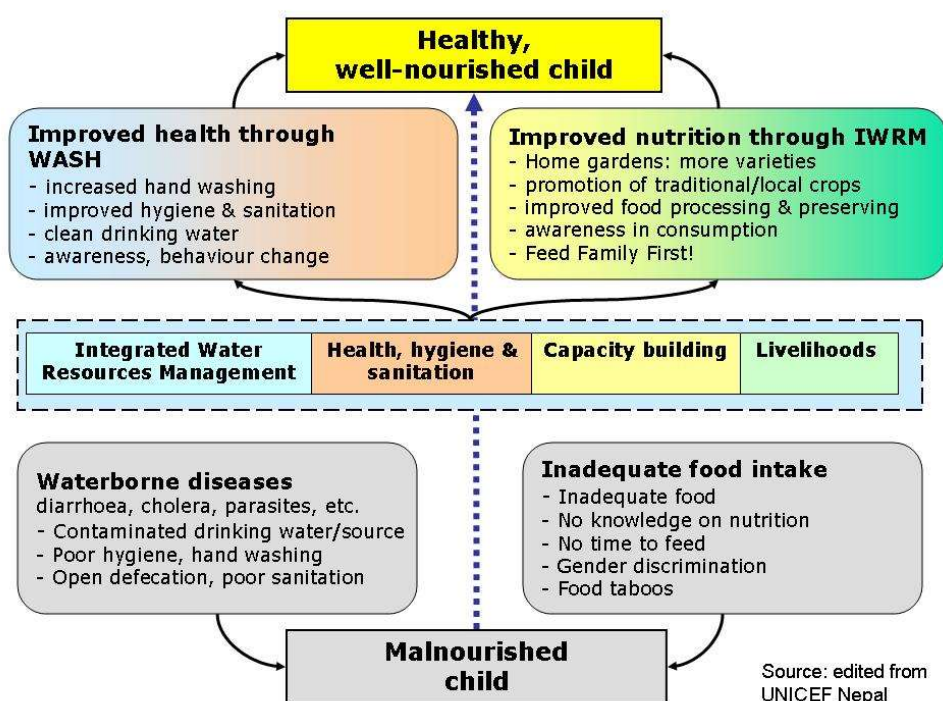 Healthy,
well-nourished child
Improved health through
WASH
- increased hand washing
- improved hygiene & sanitation
- clean drinking water
- awareness, behaviour change
Improved nutrition through IWRM
- Home gardens: more varieties
- promotion of traditional/local crops
- improved food processing & preserving
- awareness in consumption
- Feed Family First!
Integrated Water
Resources Management
Health, hygiene &
sanitation
Capacity building
Livelihoods
Waterborne diseases
diarrhoea, cholera, parasites, etc.
- Contaminated drinking water/source
- Poor hygiene, hand washing
- Open defecation, poor sanitation
Inadequate food intake
- Inadequate food
- No knowledge on nutrition
- No time to feed
- Gender discrimination
- Food taboos
Malnourished
child
Source: edited from
UNICEF Nepal